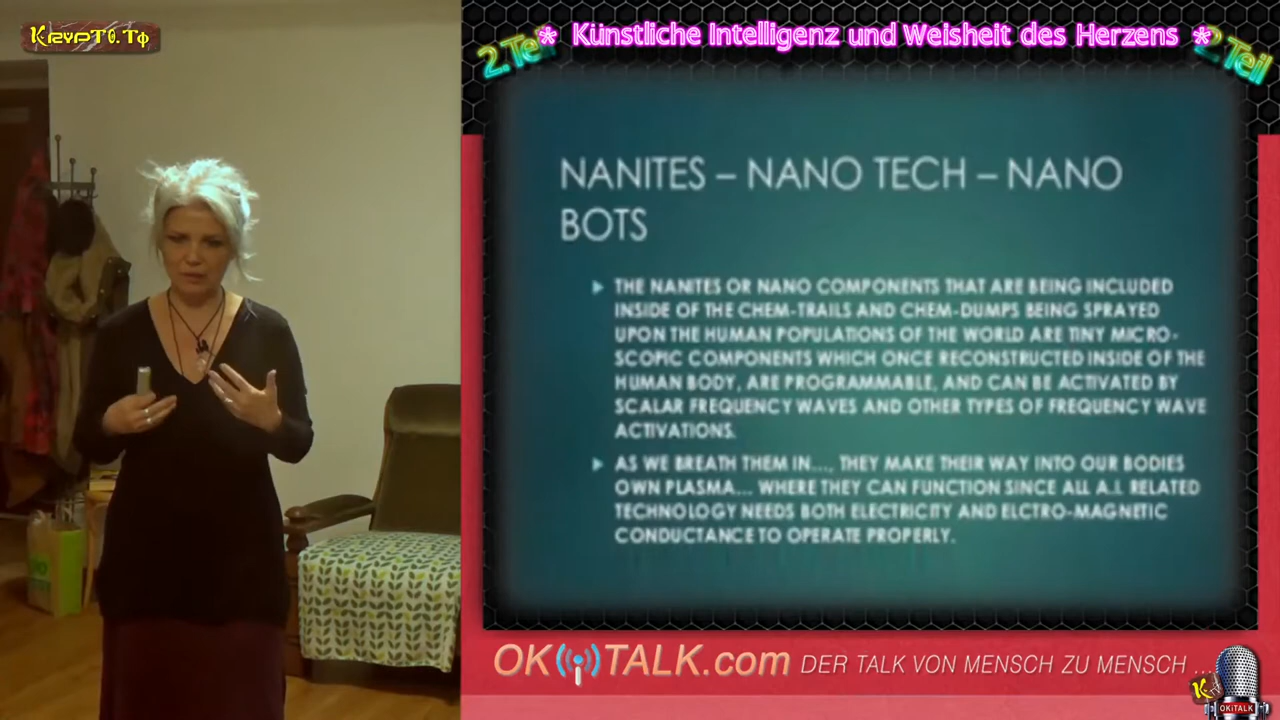 KrypT0.Tφ
2.Teil
* Künstliche Intelligenz und Weisheit des Herzens *
2.Teil
NANITES – NANO TECH – NANO
BOTS
THE NANITES OR NANO COMPONENTS THAT ARE BEING INCLUDED
INSIDE OF THE CHEM-TRAILS AND CHEM-DUMPS BEING SPRAYED
UPON THE HUMAN POPULATIONS OF THE WORLD ARE TINY MICRO-
SCOPIC COMPONENTS WHICH ONCE RECONSTRUCTED INSIDE OF THE
HUMAN BODY, ARE PROGRAMMABLE, AND CAN BE ACTIVATED BY
SCALAR FREQUENCY WAVES AND OTHER TYPES OF FREQUENCY WAVE
ACTIVATIONS.
AS WE BREATH THEM IN...., THEY MAKE THEIR WAY INTO OUR BODIES
OWN PLASMA... WHERE THEY CAN FUNCTION SINCE ALL A.I. RELATED
TECHNOLOGY NEEDS BOTH ELECTRICITY AND ELCTRO-MAGNETIC
CONDUCTANCE TO OPERATE PROPERLY.
OK TALK.com DER TALK VON MENSCH ZU MENSCH ...
OKiTALK